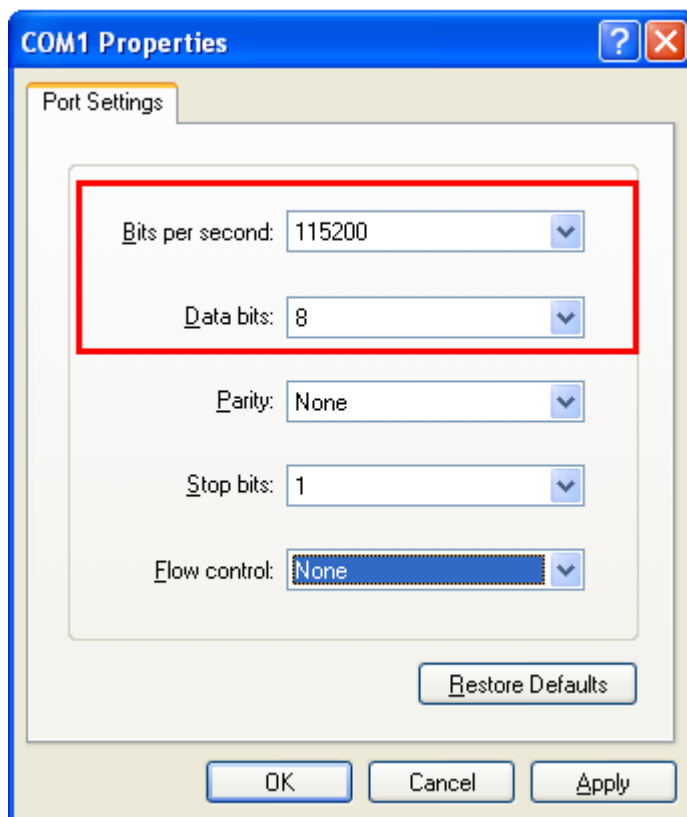 COM1 Properties
Port Settings
Bits per second: 115200
Data bits: 8
Parity: None
Stop bits: 1
Flow control: None
Restore Defaults
OK Cancel Apply